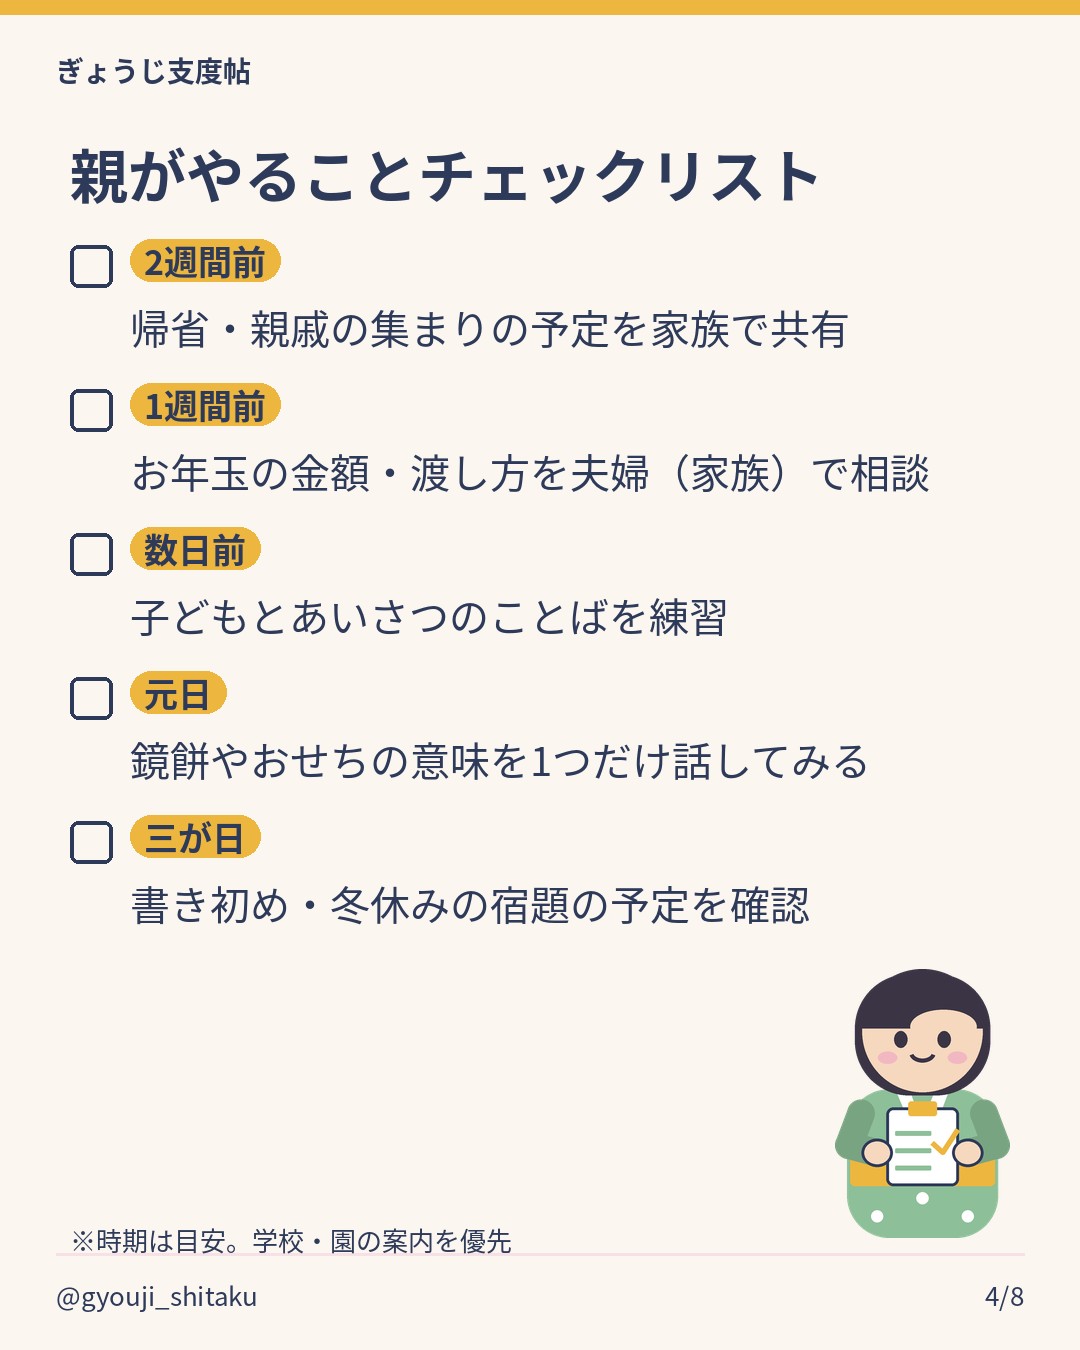 ぎょうじ支度帖
親がやることチェックリスト
2週間前
帰省・親戚の集まりの予定を家族で共有
1週間前
お年玉の金額・渡し方を夫婦（家族）で相談
数日前
子どもとあいさつのことばを練習
元日
鏡餅やおせちの意味を1つだけ話してみる
三が日
書き初め・冬休みの宿題の予定を確認
※時期は目安。学校・園の案内を優先
@gyouji_shitaku
4/8